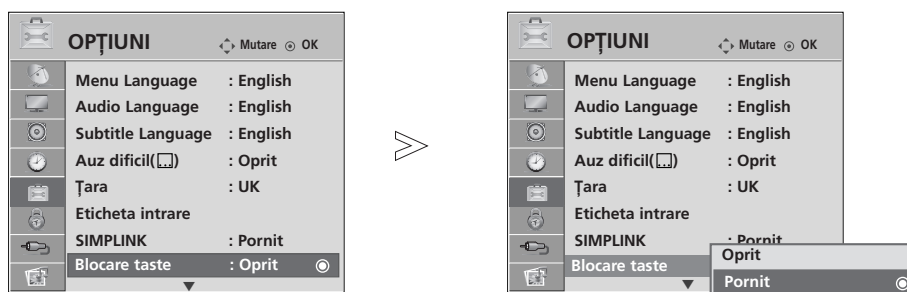 OPȚIUNI Mutare OK
Menu Language : English
Audio Language : English
Subtitle Language : English
Auz dificil( ) : Oprit
Țara : UK
Eticheta intrare
SIMPLINK : Pornit
Blocare taste : Oprit
OPȚIUNI Mutare OK
Menu Language : English
Audio Language : English
Subtitle Language : English
Auz dificil( ) : Oprit
Țara : UK
Eticheta intrare
SIMPLINK : Pornit
Blocare taste
Oprit
Pornit